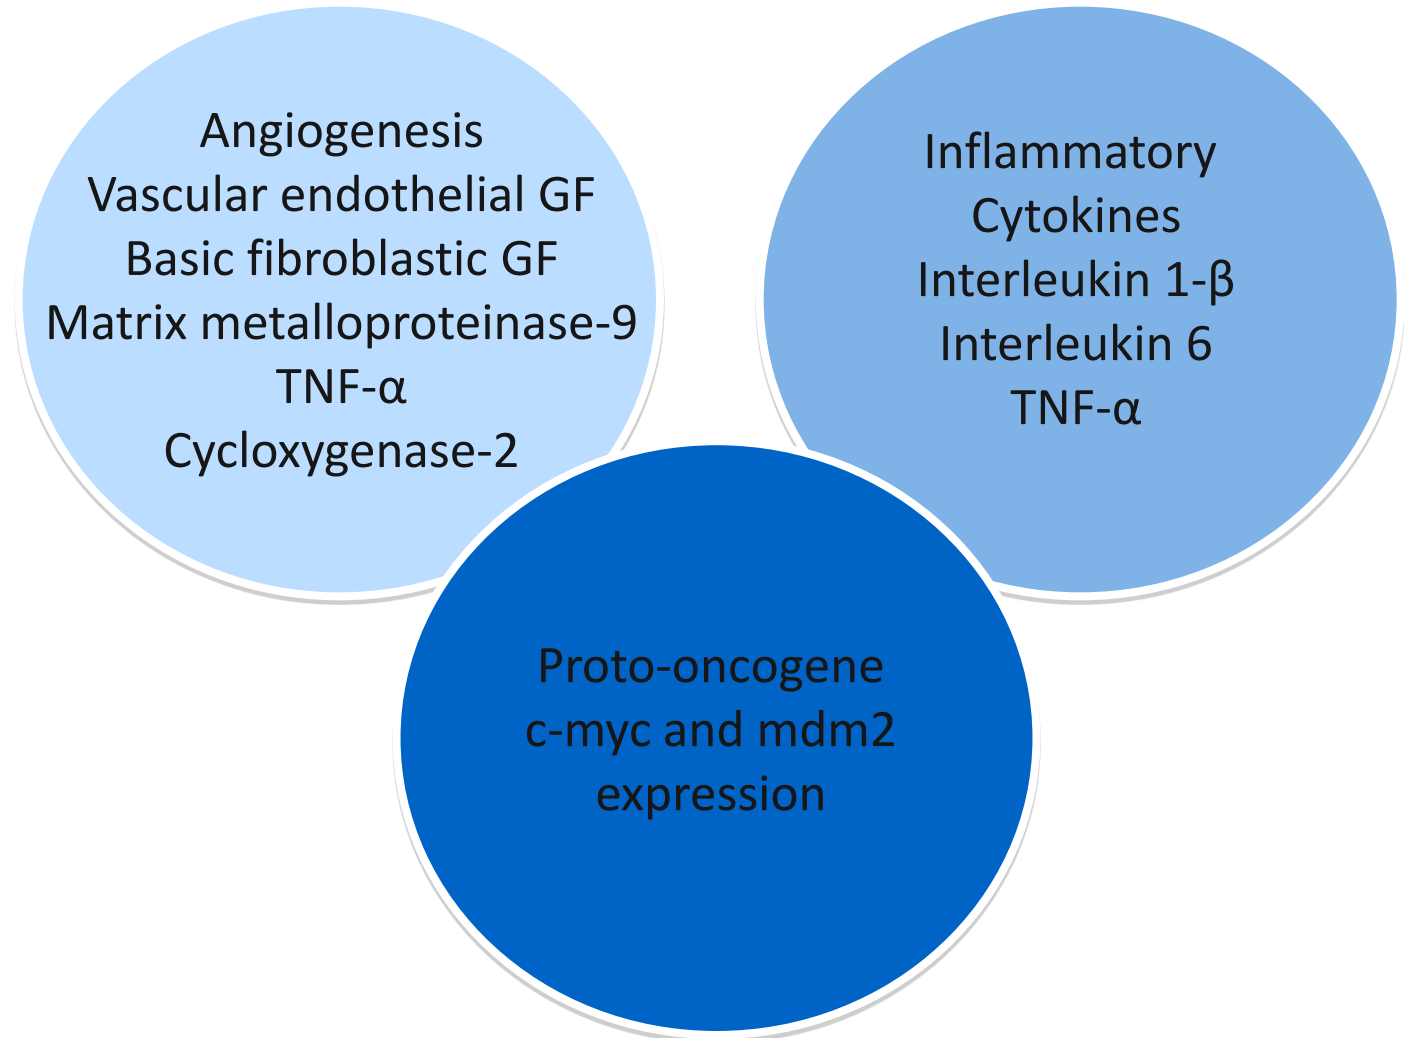 Angiogenesis
Vascular endothelial GF
Basic fibroblastic GF
Matrix metalloproteinase-9
TNF-α
Cycloxygenase-2
Inflammatory
Cytokines
Interleukin 1-β
Interleukin 6
TNF-α
Proto-oncogene
c-myc and mdm2
expression